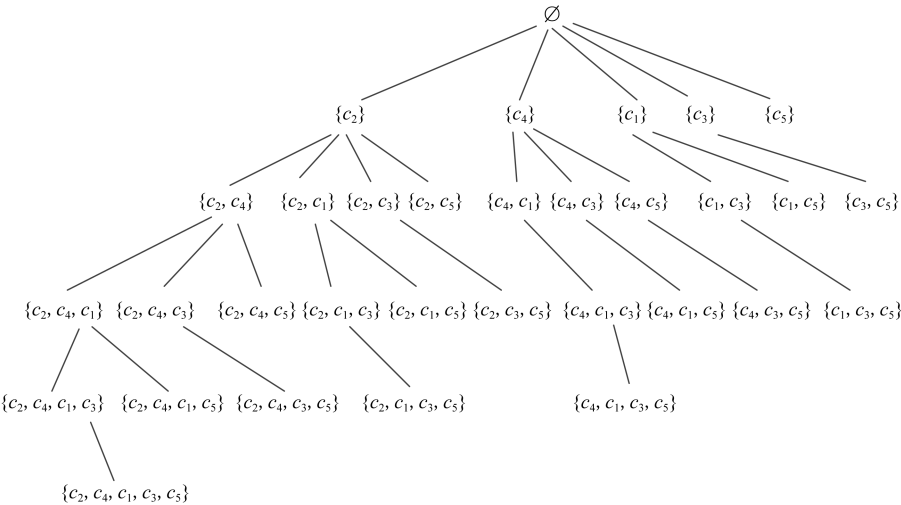 ∅
{c₂} {c₄} {c₁} {c₃} {c₅}
{c₂, c₄} {c₂, c₁} {c₂, c₃} {c₂, c₅} {c₄, c₁} {c₄, c₃} {c₄, c₅} {c₁, c₃} {c₁, c₅} {c₃, c₅}
{c₂, c₄, c₁} {c₂, c₄, c₃} {c₂, c₄, c₅} {c₂, c₁, c₃} {c₂, c₁, c₅} {c₂, c₃, c₅} {c₄, c₁, c₃} {c₄, c₁, c₅} {c₄, c₃, c₅} {c₁, c₃, c₅}
{c₂, c₄, c₁, c₃} {c₂, c₄, c₁, c₅} {c₂, c₄, c₃, c₅} {c₂, c₁, c₃, c₅} {c₄, c₁, c₃, c₅}
{c₂, c₄, c₁, c₃, c₅}